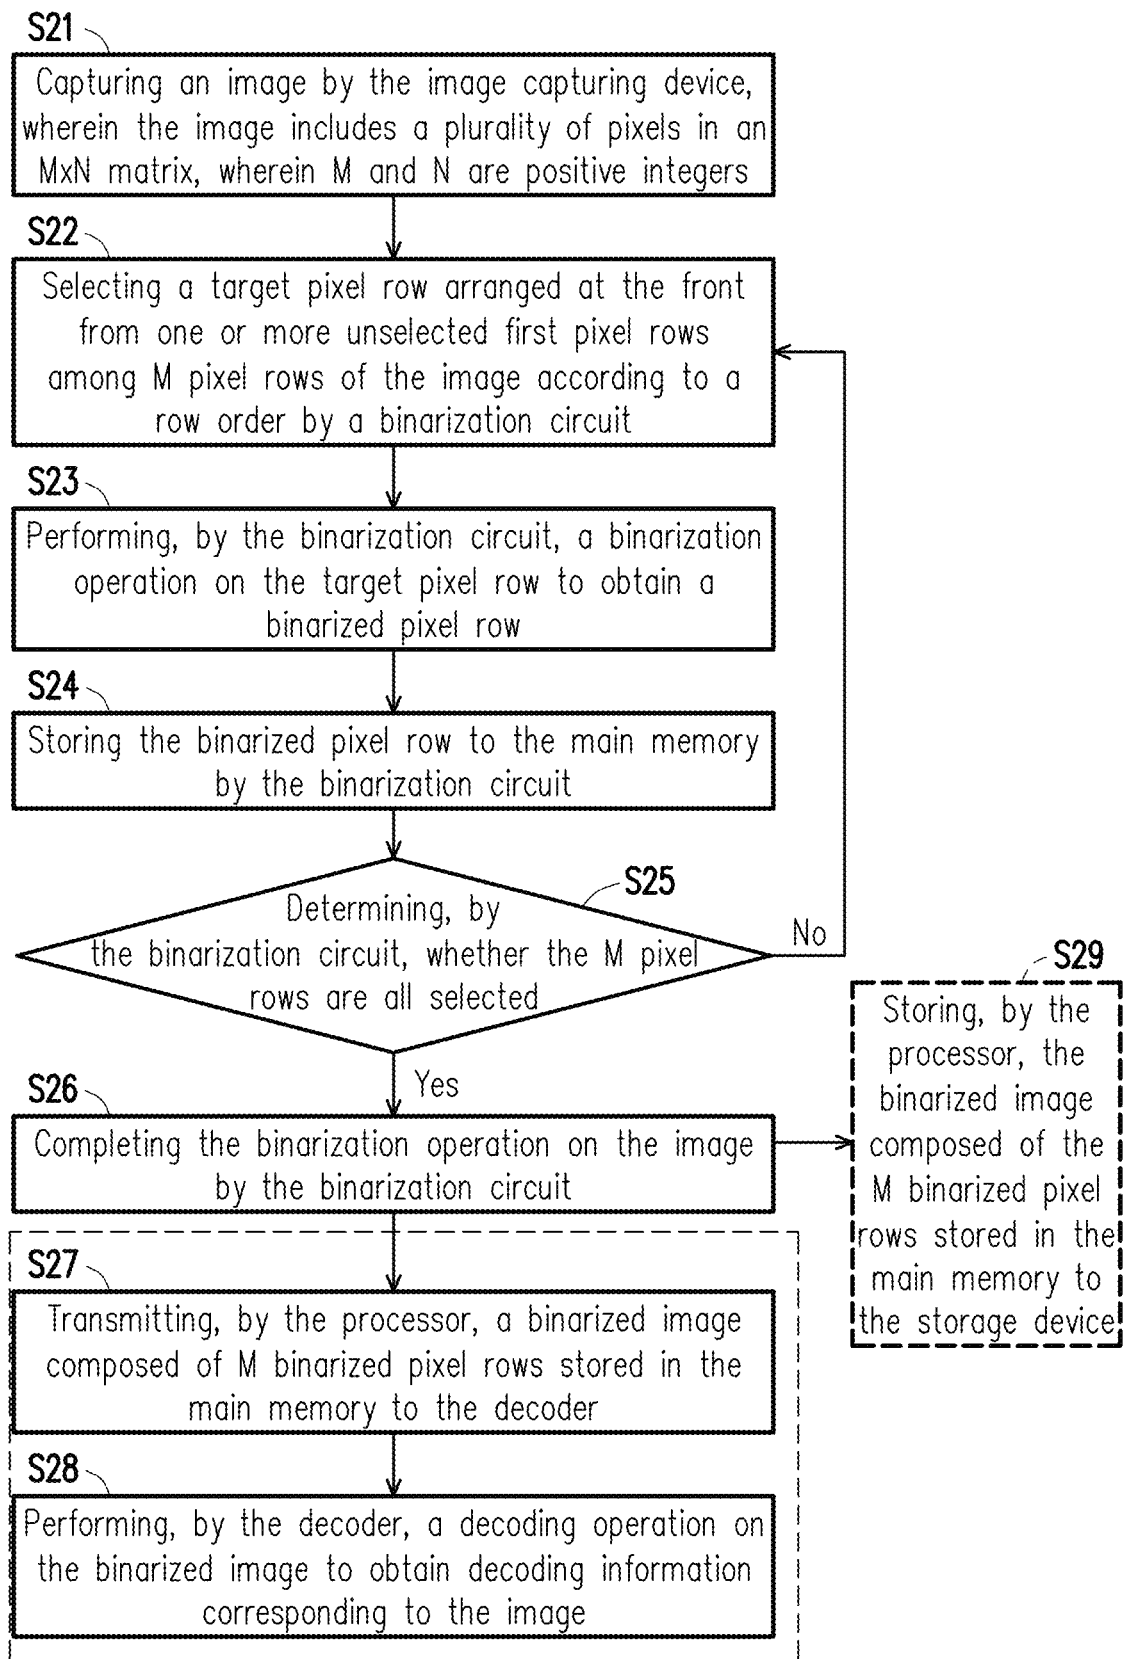 S21
Capturing an image by the image capturing device,
wherein the image includes a plurality of pixels in an
MxN matrix, wherein M and N are positive integers
S22
Selecting a target pixel row arranged at the front
from one or more unselected first pixel rows
among M pixel rows of the image according to a
row order by a binarization circuit
S23
Performing, by the binarization circuit, a binarization
operation on the target pixel row to obtain a
binarized pixel row
S24
Storing the binarized pixel row to the main memory
by the binarization circuit
S25
Determining, by
the binarization circuit, whether the M pixel
rows are all selected
No
Yes
S26
Completing the binarization operation on the image
by the binarization circuit
S29
Storing, by the
processor, the
binarized image
composed of the
M binarized pixel
rows stored in the
main memory to
the storage device
S27
Transmitting, by the processor, a binarized image
composed of M binarized pixel rows stored in the
main memory to the decoder
S28
Performing, by the decoder, a decoding operation on
the binarized image to obtain decoding information
corresponding to the image